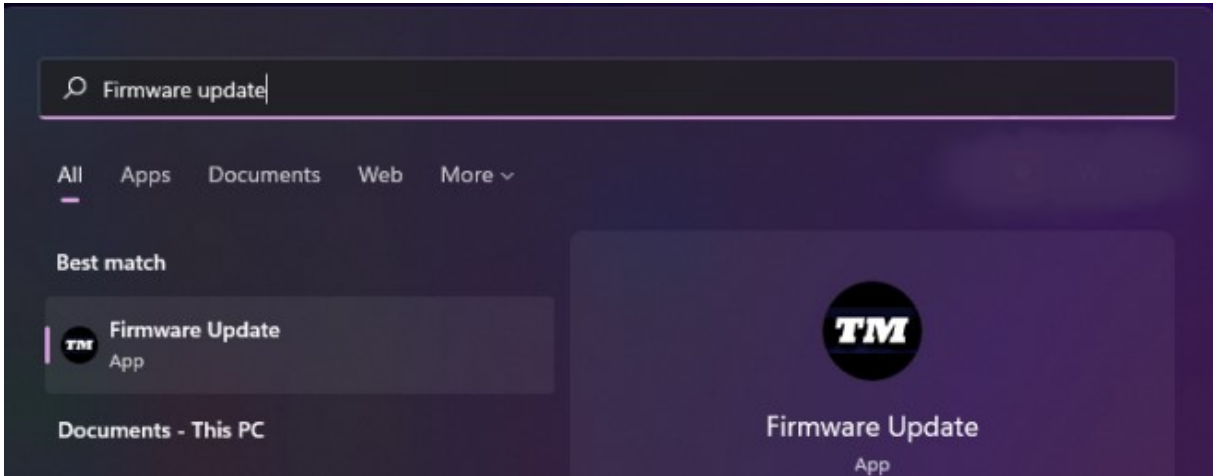 Firmware update
All Apps Documents Web More
Best match
TM
Firmware Update
App
Documents - This PC
TM
Firmware Update
App